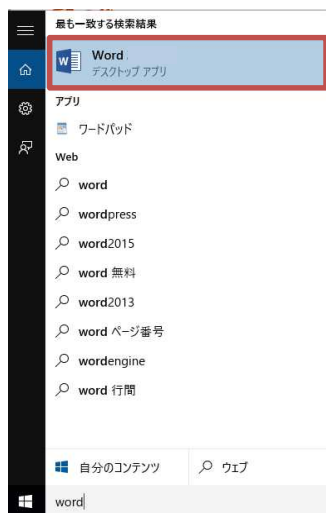 最も一致する検索結果
Word
デスクトップ アプリ
アプリ
ワードパッド
Web
word
wordpress
word2015
word 無料
word2013
word ページ番号
wordengine
word 行間
自分のコンテンツ
ウェブ
word